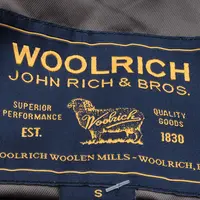 WOOLRICH
JOHN RICH & BROS.
SUPERIOR PERFORMANCE
QUALITY GOODS
Woolrich
EST.
1830
WOOLRICH WOOLEN MILLS - WOOLRICH,
S